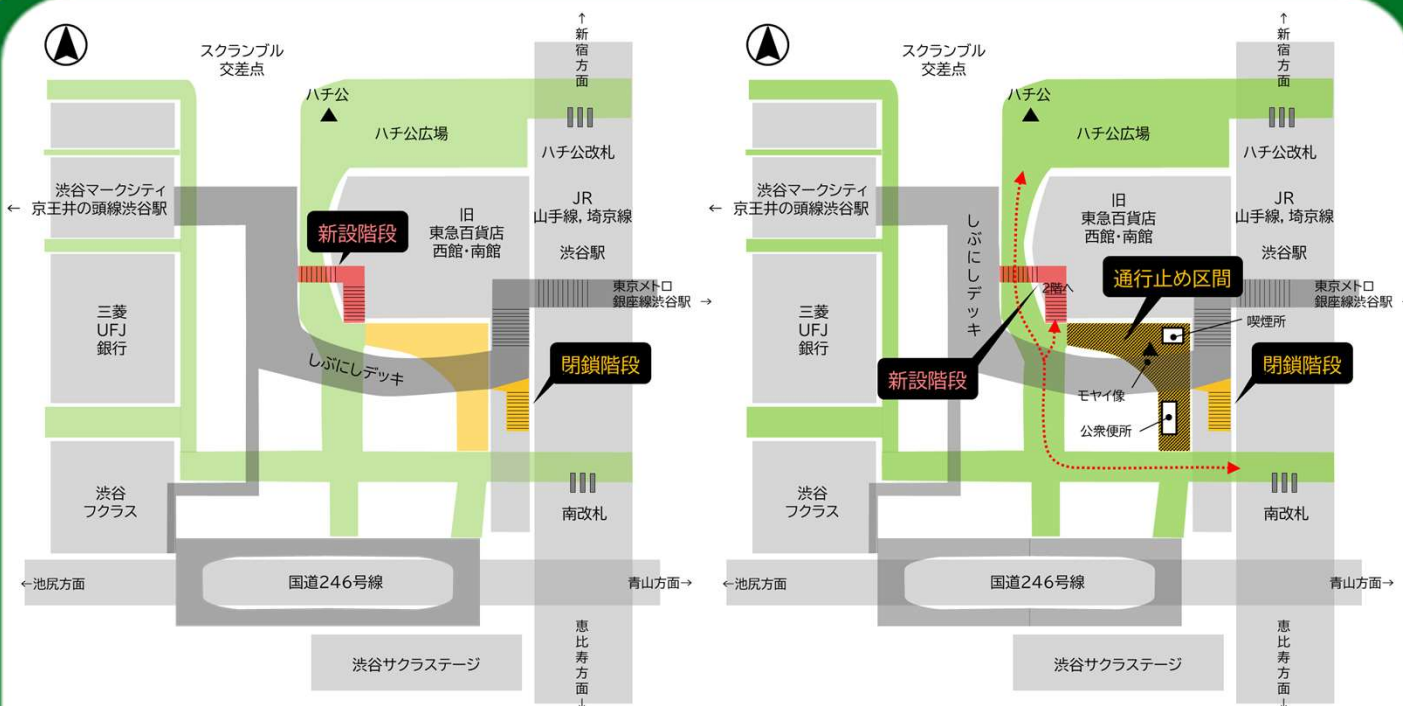 ↑新宿方面
スクランブル
交差点
ハチ公
ハチ公広場
ハチ公改札
渋谷マークシティ
← 京王井の頭線渋谷駅
旧
東急百貨店
西館・南館
JR
山手線, 埼京線
渋谷駅
新設階段
東京メトロ
銀座線渋谷駅 →
三菱
UFJ
銀行
しぶにしデッキ
閉鎖階段
渋谷
フクラス
南改札
←池尻方面
国道246号線
青山方面→
渋谷サクラステージ
恵比寿方面↓
↑新宿方面
スクランブル
交差点
ハチ公
ハチ公広場
ハチ公改札
渋谷マークシティ
← 京王井の頭線渋谷駅
しぶにしデッキ
旧
東急百貨店
西館・南館
JR
山手線, 埼京線
渋谷駅
通行止め区間
2階へ
東京メトロ
銀座線渋谷駅 →
喫煙所
三菱
UFJ
銀行
新設階段
閉鎖階段
モヤイ像
公衆便所
渋谷
フクラス
南改札
←池尻方面
国道246号線
青山方面→
渋谷サクラステージ
恵比寿方面↓